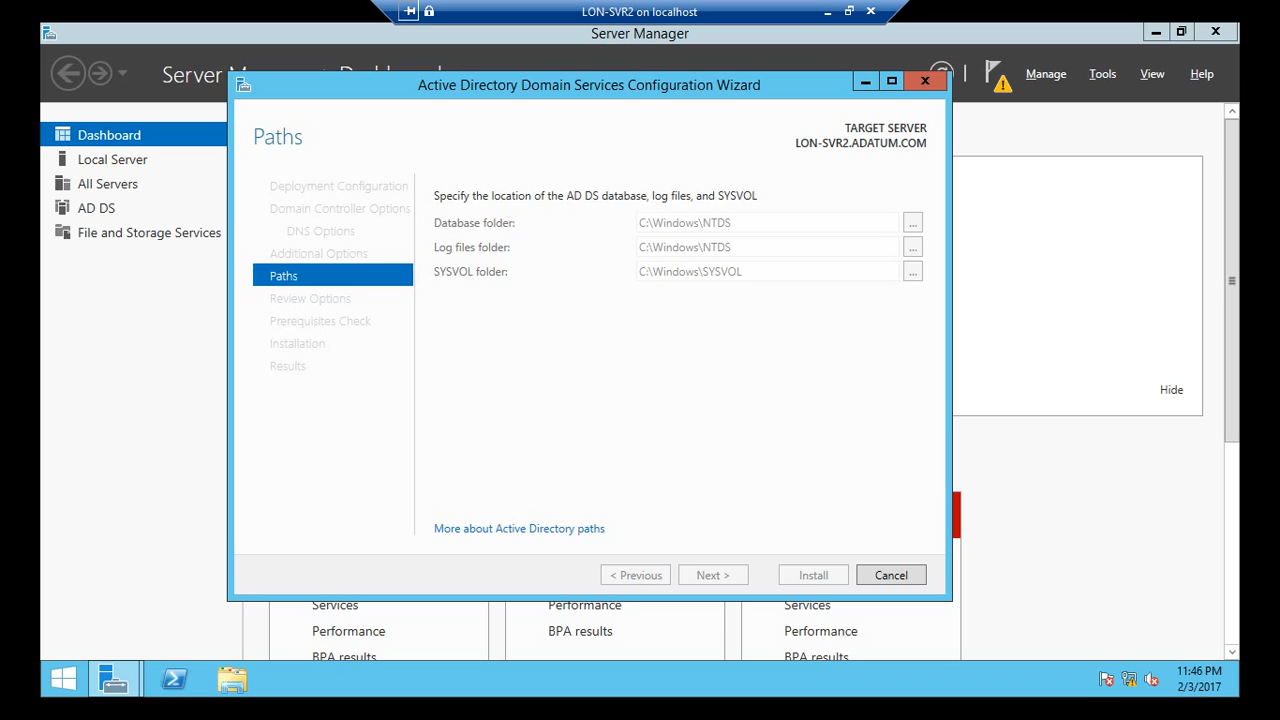 LON-SVR2 on localhost
Server Manager
Manage Tools View Help
Active Directory Domain Services Configuration Wizard
Dashboard
Local Server
All Servers
AD DS
File and Storage Services
Paths
TARGET SERVER
LON-SVR2.ADATUM.COM
Deployment Configuration
Domain Controller Options
DNS Options
Additional Options
Paths
Review Options
Prerequisites Check
Installation
Results
Specify the location of the AD DS database, log files, and SYSVOL
Database folder: C:\Windows\NTDS ...
Log files folder: C:\Windows\NTDS ...
SYSVOL folder: C:\Windows\SYSVOL ...
More about Active Directory paths
< Previous Next > Install Cancel
Hide
Services Performance Services
Performance BPA results Performance
BPA results BPA results
11:46 PM
2/3/2017